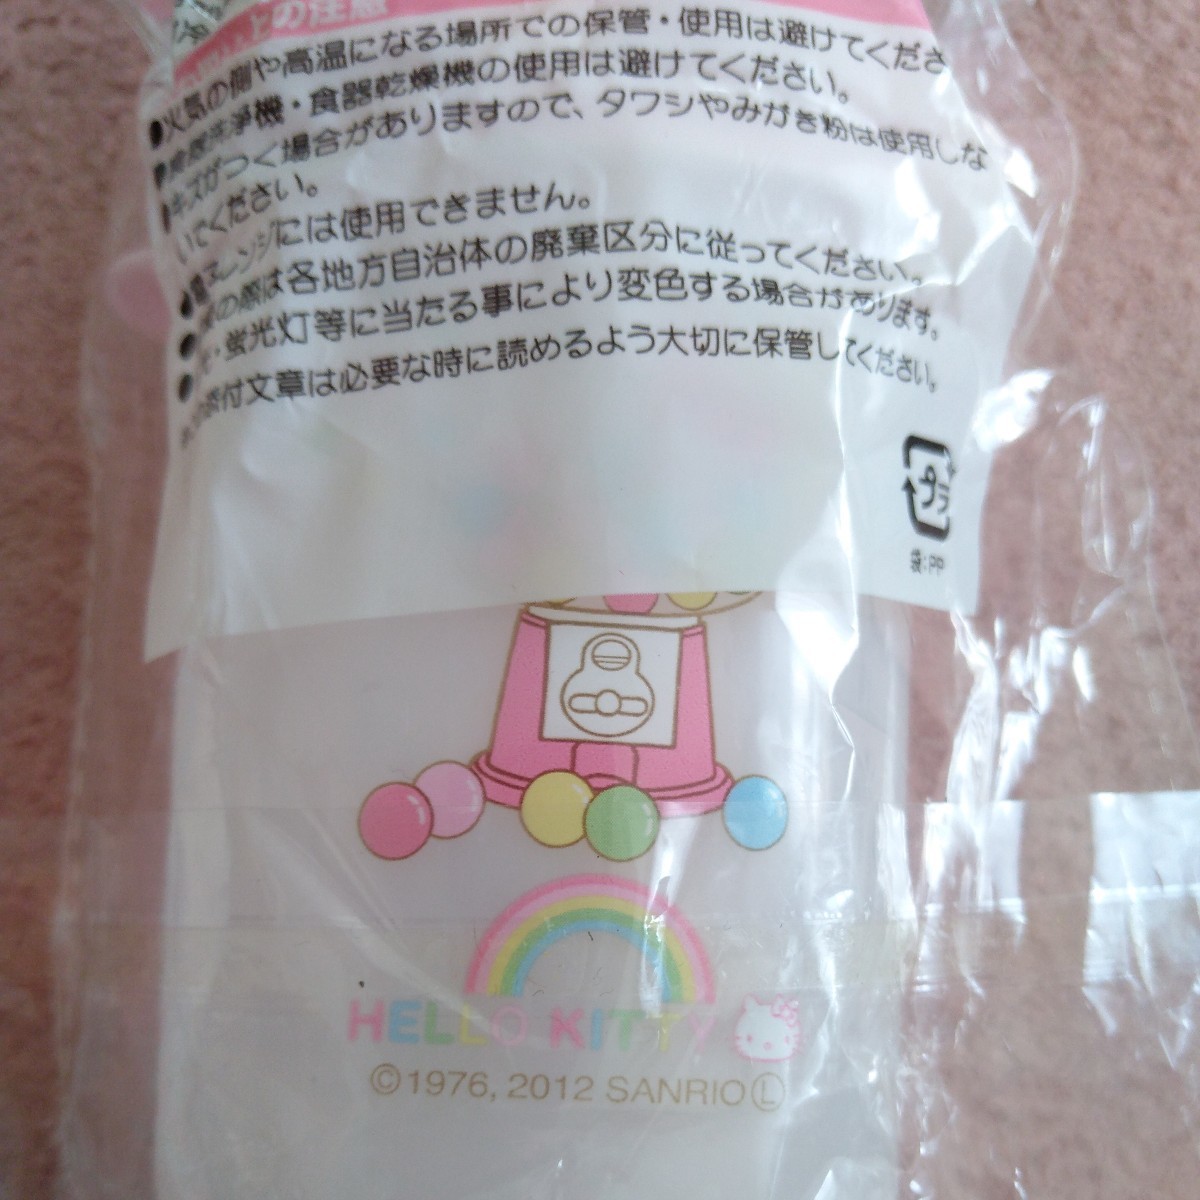 との注意
●火気の側や高温になる場所での保管・使用は避けてくださ
●食器洗浄機・食器乾燥機の使用は避けてください。
●キズがつく場合がありますので、タワシやみがき粉は使用しな
いでください。
●電子レンジには使用できません。
の際は各地方自治体の廃棄区分に従ってください。
・蛍光灯等に当たる事により変色する場合があります。
添付文章は必要な時に読めるよう大切に保管してください。
プラ
袋:PP
HELLO KITTY
©1976, 2012 SANRIO Ⓛ